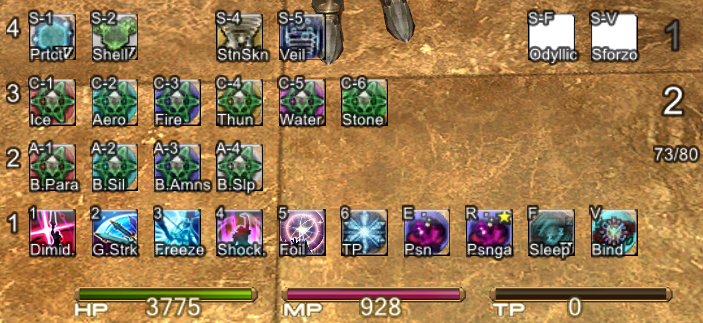 4 S-1 Prtct S-2 Shell S-4 StnSkn S-5 Veil S-F Odyllic S-V Sforzo 1
3 C-1 Ice C-2 Aero C-3 Fire C-4 Thun C-5 Water C-6 Stone 2
73/80
2 A-1 B.Para A-2 B.Sil A-3 B.Amns A-4 B.Slp
1 1 Dimid. 2 G.Strk 3 Freeze 4 Shock. 5 Foil 6 TP E Psn R Psnga F Sleep V Bind
HP 3775 MP 928 TP 0